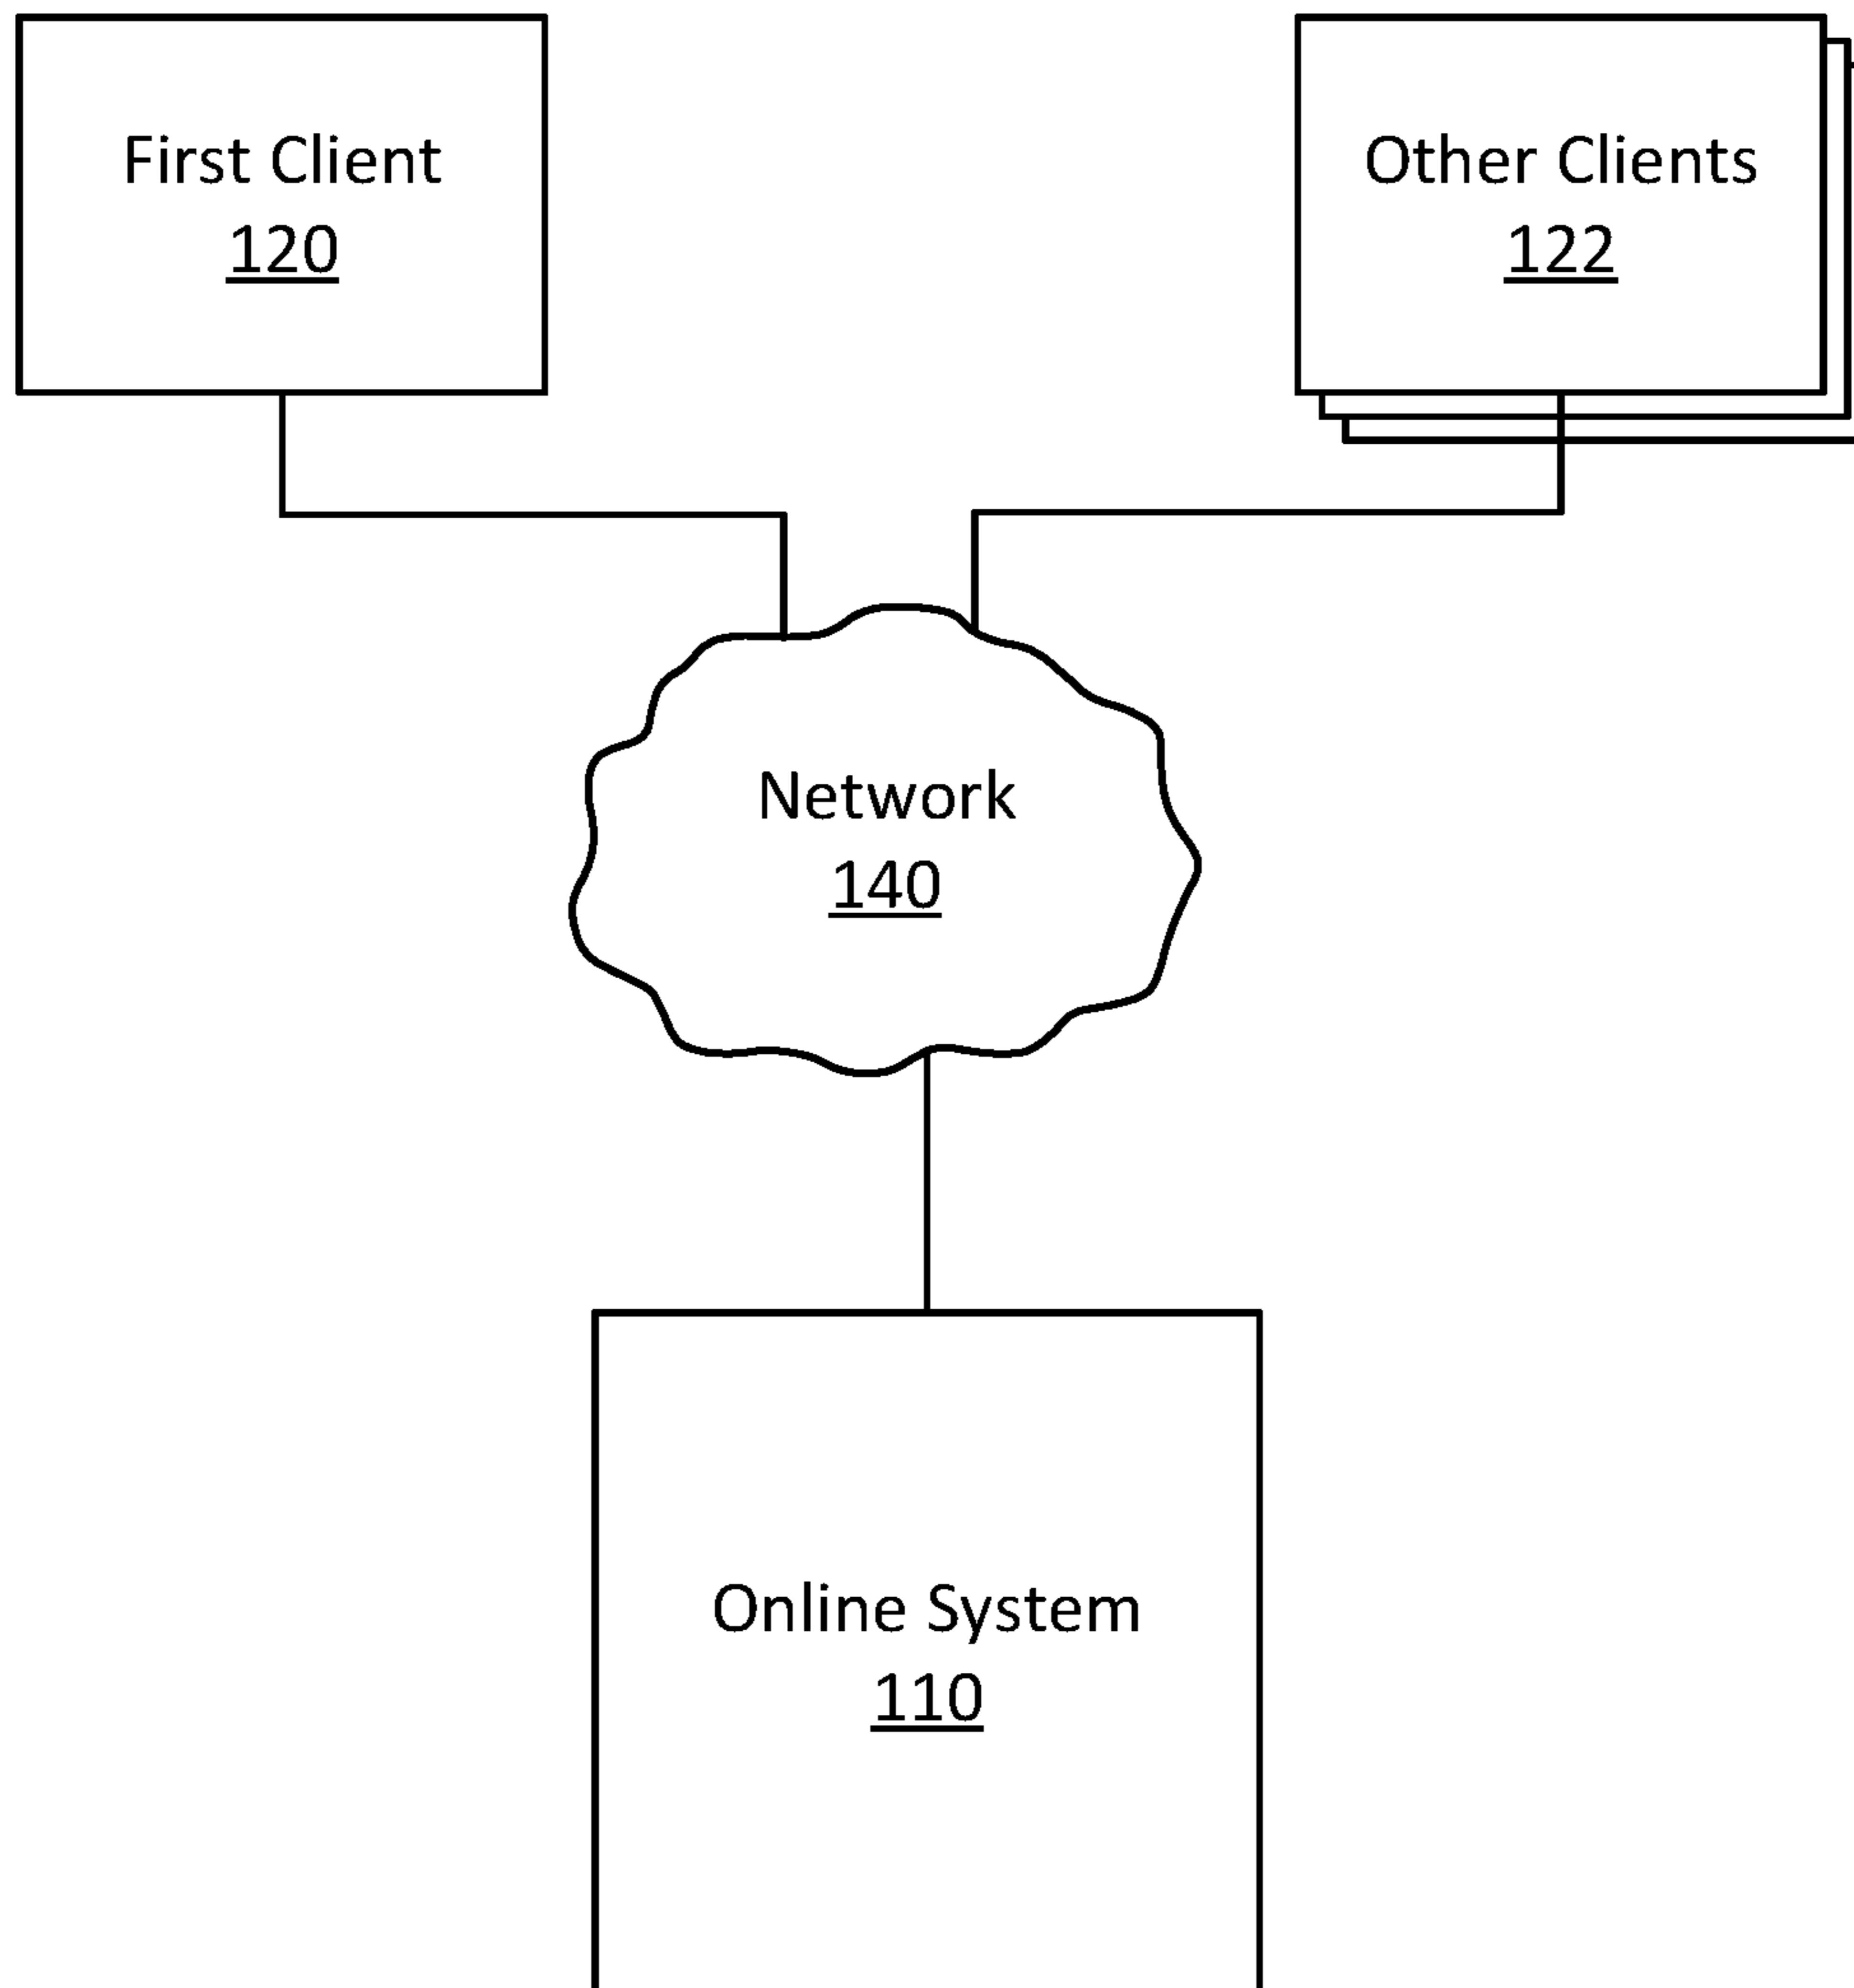 First Client
120
Other Clients
122
Network
140
Online System
110